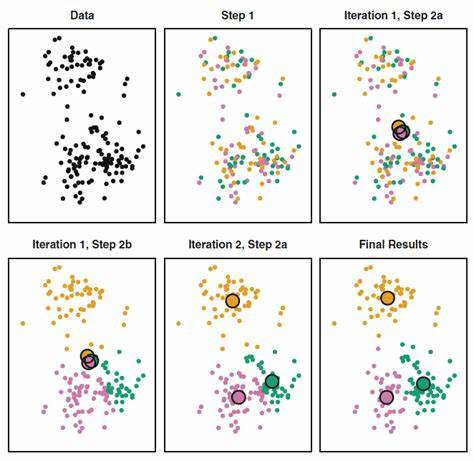 Data
Step 1
Iteration 1, Step 2a
Iteration 1, Step 2b
Iteration 2, Step 2a
Final Results